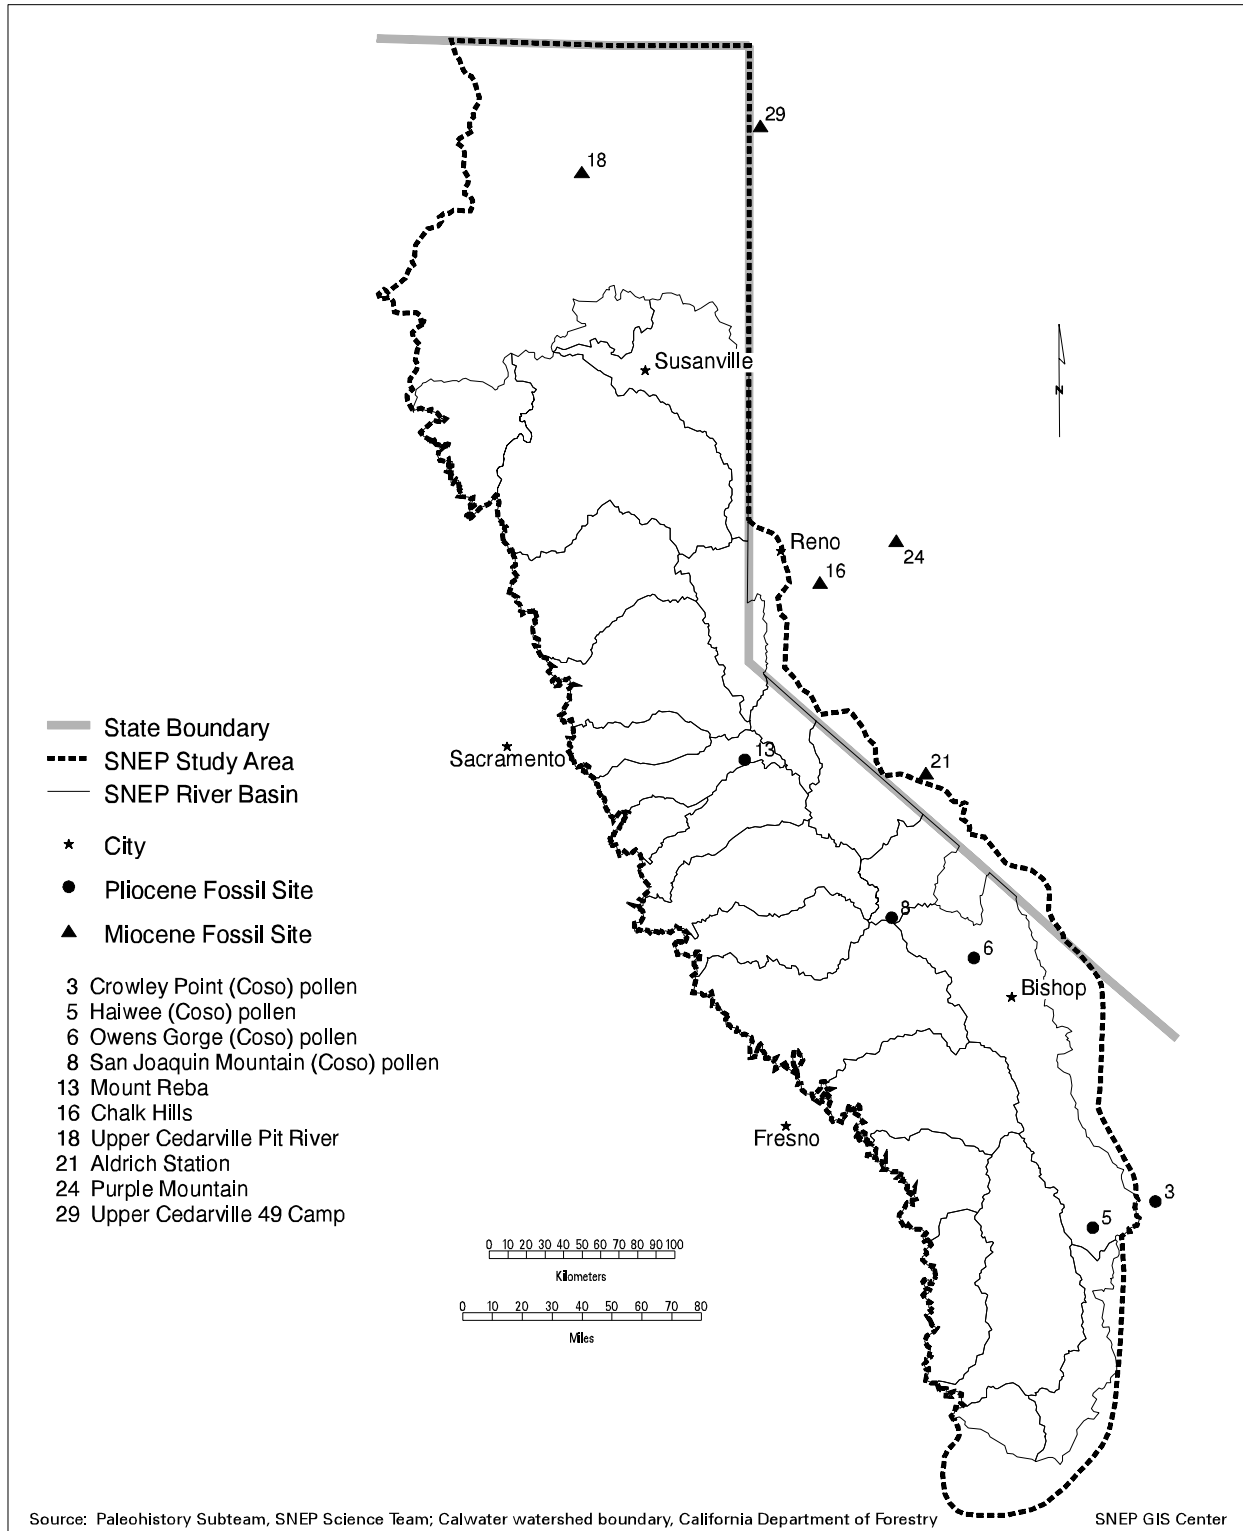 29
18
Susanville
N
Reno
24
16
State Boundary
SNEP Study Area
SNEP River Basin
City
Pliocene Fossil Site
Miocene Fossil Site
Sacramento
13
21
8
6
Bishop
3 Crowley Point (Coso) pollen
5 Haiwee (Coso) pollen
6 Owens Gorge (Coso) pollen
8 San Joaquin Mountain (Coso) pollen
13 Mount Reba
16 Chalk Hills
18 Upper Cedarville Pit River
21 Aldrich Station
24 Purple Mountain
29 Upper Cedarville 49 Camp
Fresno
3
5
0 10 20 30 40 50 60 70 80 90 100
Kilometers
0 10 20 30 40 50 60 70 80
Miles
Source: Paleohistory Subteam, SNEP Science Team; Calwater watershed boundary, California Department of Forestry
SNEP GIS Center